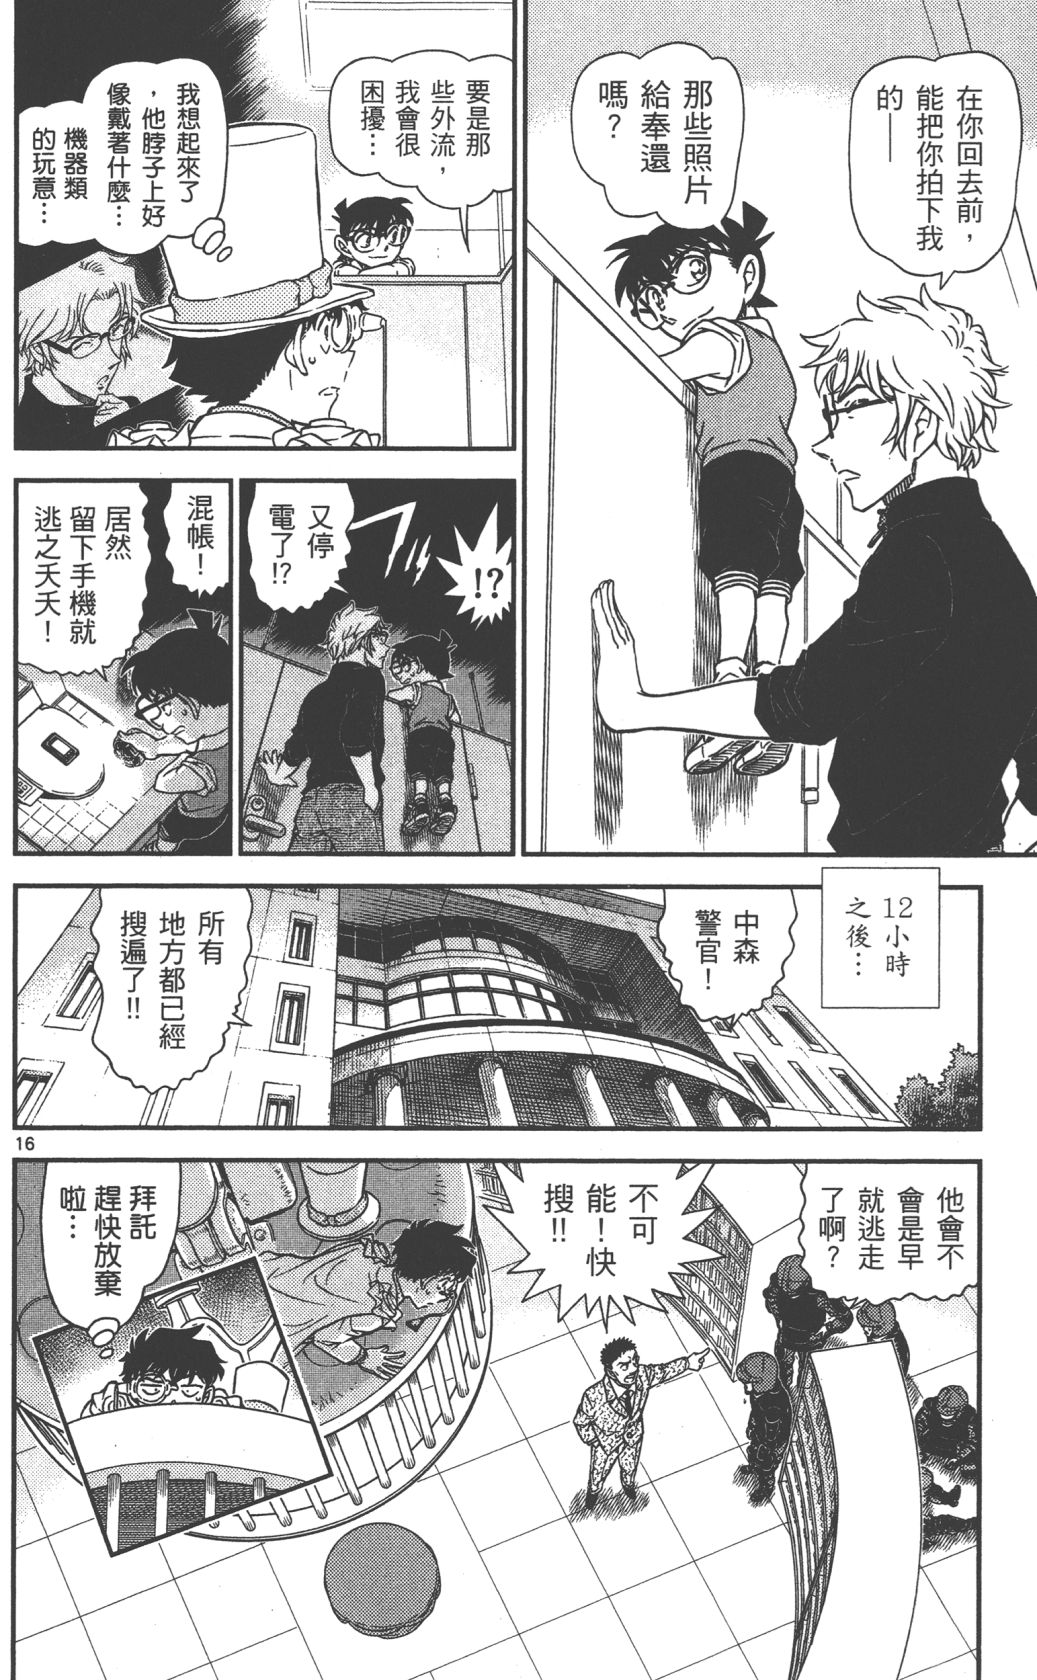 在你回去前，
能把你拍下我
的——
那些照片
給奉還
嗎？
要是那
些外流，
我會很
困擾…
我想起來了
，他脖子上好
像戴著什麼…
機器類
的玩意…
!?
又停
電了!?
混帳！
居然
留下手機就
逃之夭夭！
12小時
之後…
中森
警官！
所有
地方都已經
搜遍了!!
16
他會不
會是早
就逃走
了啊？
不可
能！快
搜!!
拜託
趕快放棄
啦…